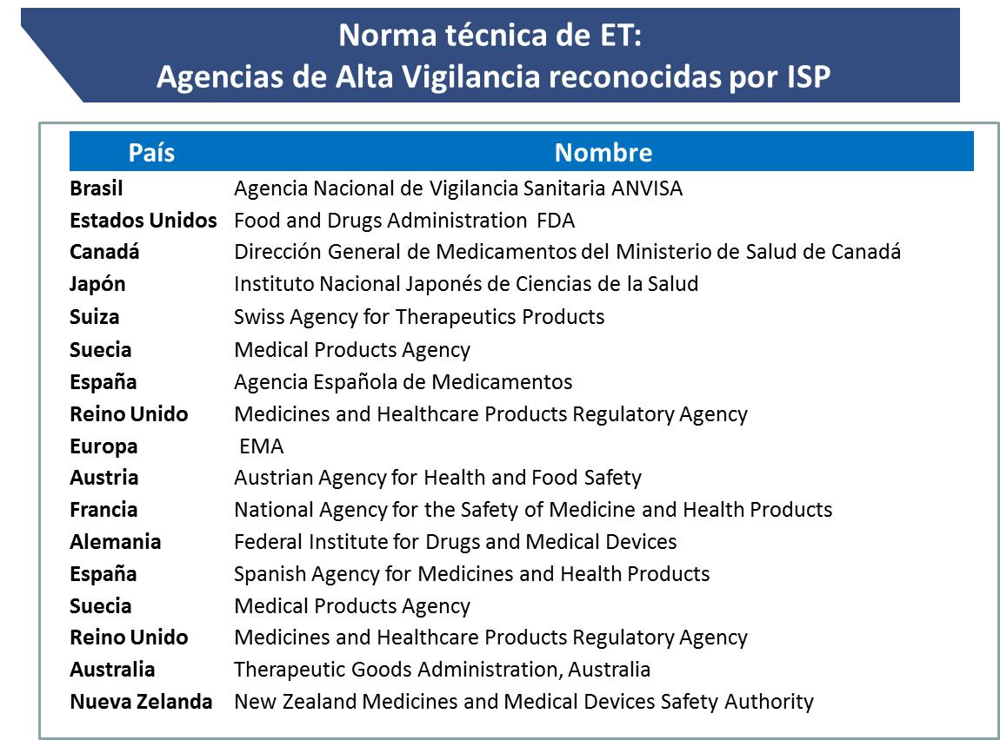 Norma técnica de ET:
Agencias de Alta Vigilancia reconocidas por ISP
País Nombre
Brasil Agencia Nacional de Vigilancia Sanitaria ANVISA
Estados Unidos Food and Drugs Administration FDA
Canadá Dirección General de Medicamentos del Ministerio de Salud de Canadá
Japón Instituto Nacional Japonés de Ciencias de la Salud
Suiza Swiss Agency for Therapeutics Products
Suecia Medical Products Agency
España Agencia Española de Medicamentos
Reino Unido Medicines and Healthcare Products Regulatory Agency
Europa EMA
Austria Austrian Agency for Health and Food Safety
Francia National Agency for the Safety of Medicine and Health Products
Alemania Federal Institute for Drugs and Medical Devices
España Spanish Agency for Medicines and Health Products
Suecia Medical Products Agency
Reino Unido Medicines and Healthcare Products Regulatory Agency
Australia Therapeutic Goods Administration, Australia
Nueva Zelanda New Zealand Medicines and Medical Devices Safety Authority